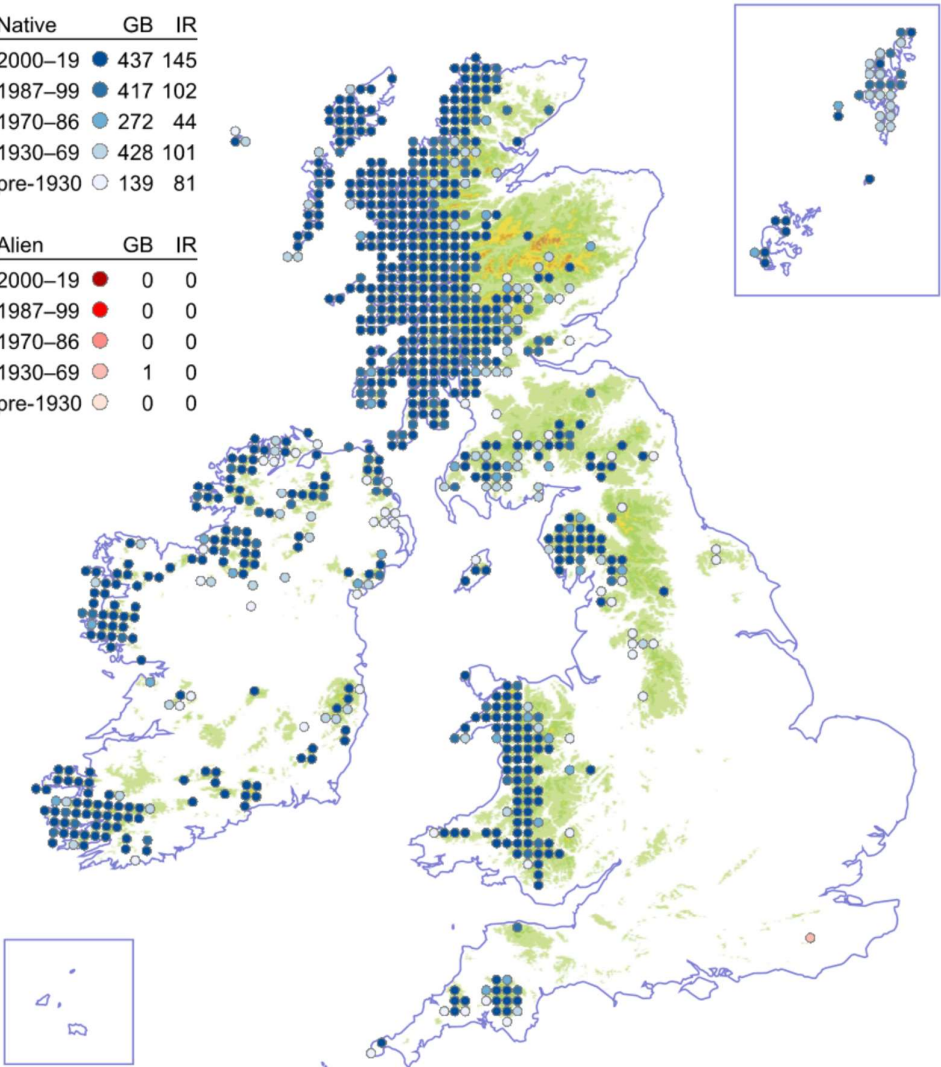 Native GB IR
2000–19 437 145
1987–99 417 102
1970–86 272 44
1930–69 428 101
pre-1930 139 81
Alien GB IR
2000–19 0 0
1987–99 0 0
1970–86 0 0
1930–69 1 0
pre-1930 0 0